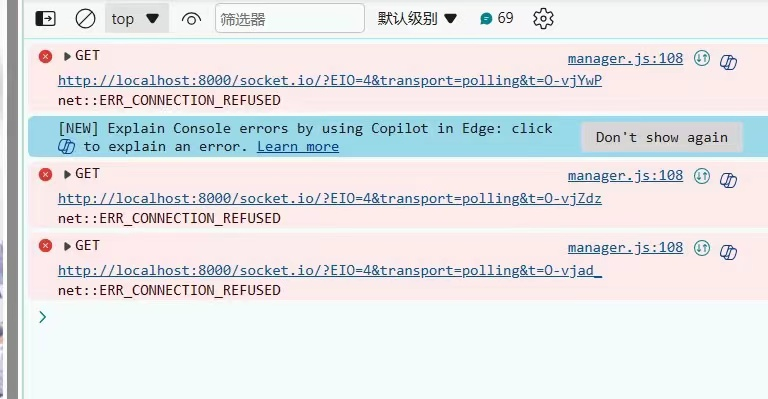 top 筛选器 默认级别 69
GET manager.js:108
http://localhost:8000/socket.io/?EIO=4&transport=polling&t=O-vjYwP
net::ERR_CONNECTION_REFUSED
[NEW] Explain Console errors by using Copilot in Edge: click
to explain an error. Learn more
Don't show again
GET manager.js:108
http://localhost:8000/socket.io/?EIO=4&transport=polling&t=O-vjZdz
net::ERR_CONNECTION_REFUSED
GET manager.js:108
http://localhost:8000/socket.io/?EIO=4&transport=polling&t=O-vjad_
net::ERR_CONNECTION_REFUSED